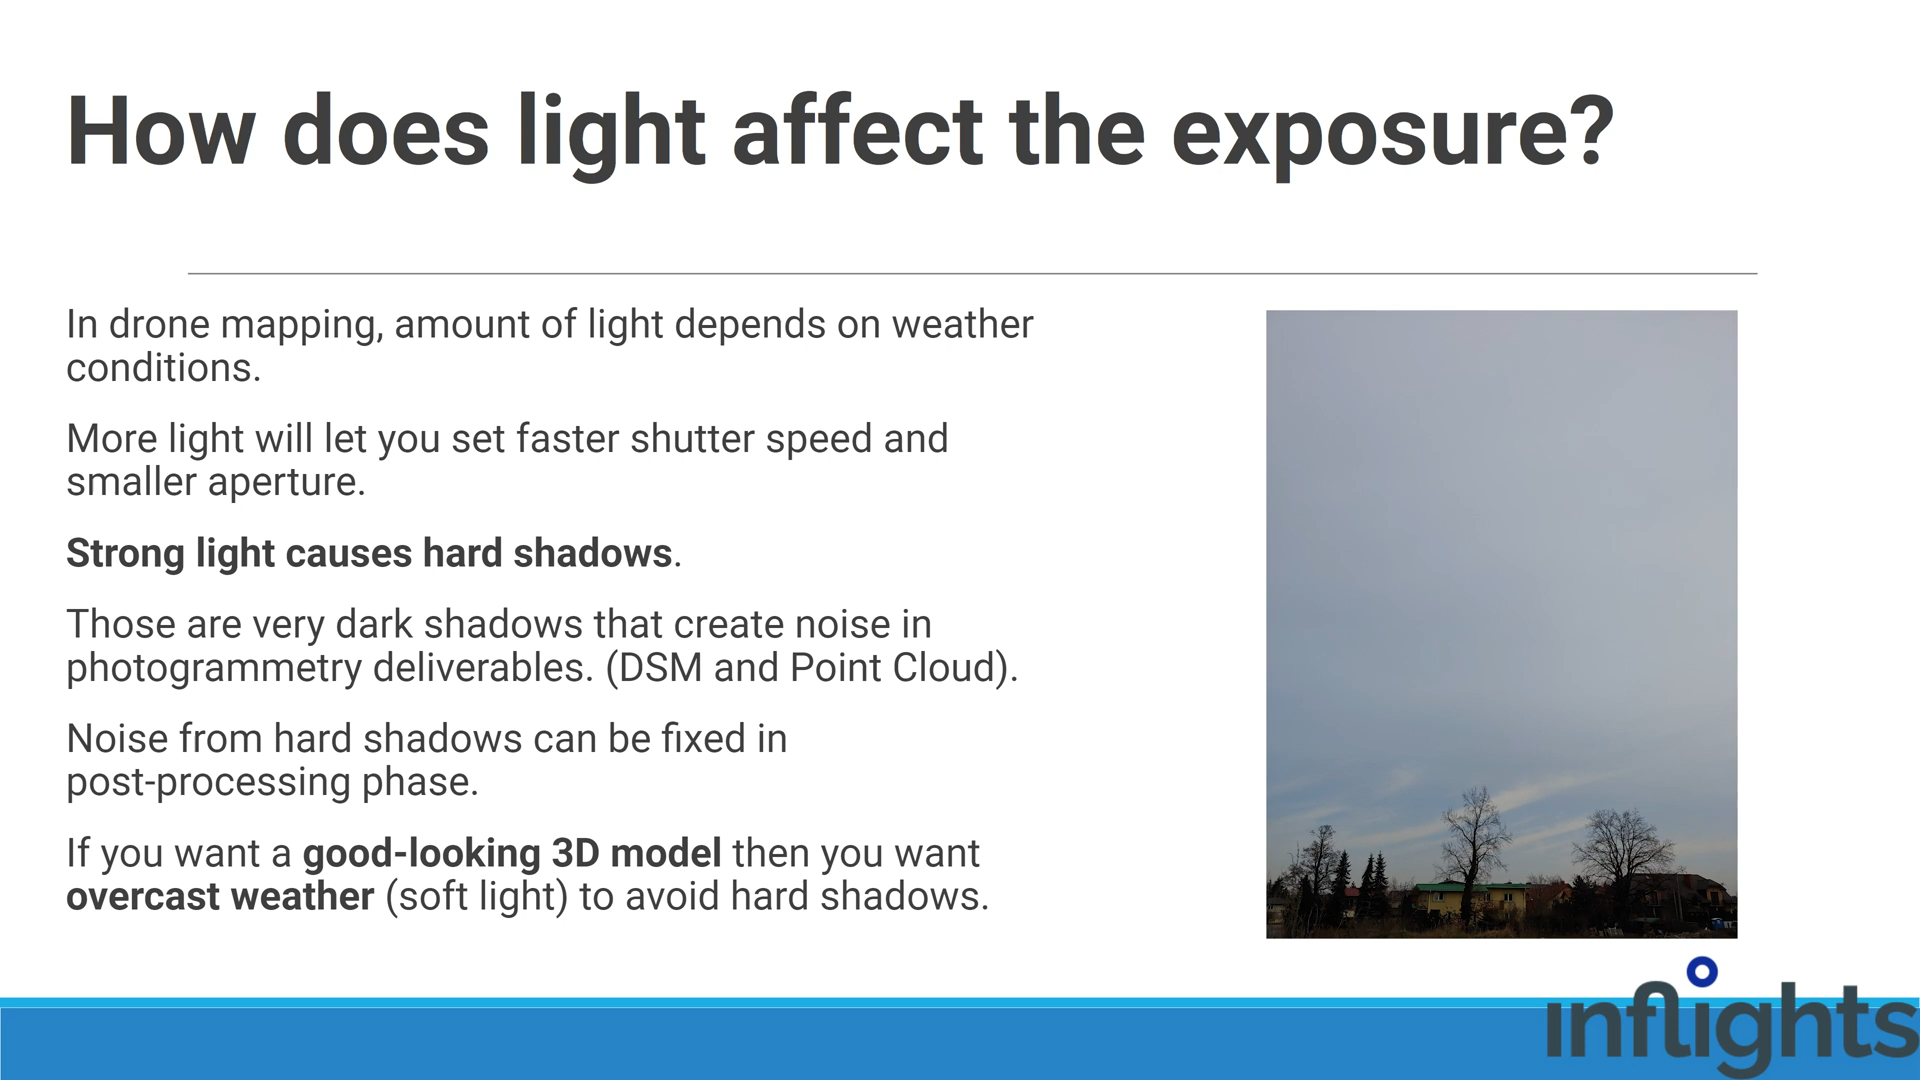 How does light affect the exposure?
In drone mapping, amount of light depends on weather
conditions.
More light will let you set faster shutter speed and
smaller aperture.
Strong light causes hard shadows.
Those are very dark shadows that create noise in
photogrammetry deliverables. (DSM and Point Cloud).
Noise from hard shadows can be fixed in
post-processing phase.
If you want a good-looking 3D model then you want
overcast weather (soft light) to avoid hard shadows.
inflights